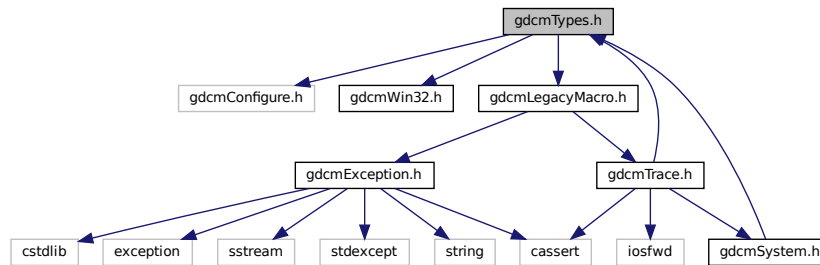 gdcmTypes.h
gdcmConfigure.h
gdcmWin32.h
gdcmLegacyMacro.h
gdcmException.h
gdcmTrace.h
cstdlib
exception
sstream
stdexcept
string
cassert
iosfwd
gdcmSystem.h